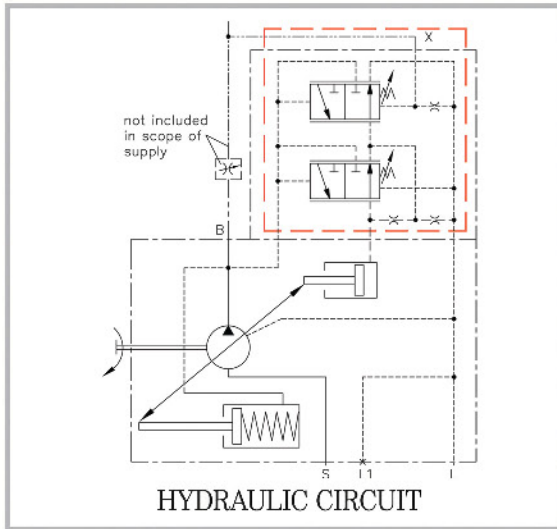 X
not included
in scope of
supply
B
S L1 L
HYDRAULIC CIRCUIT